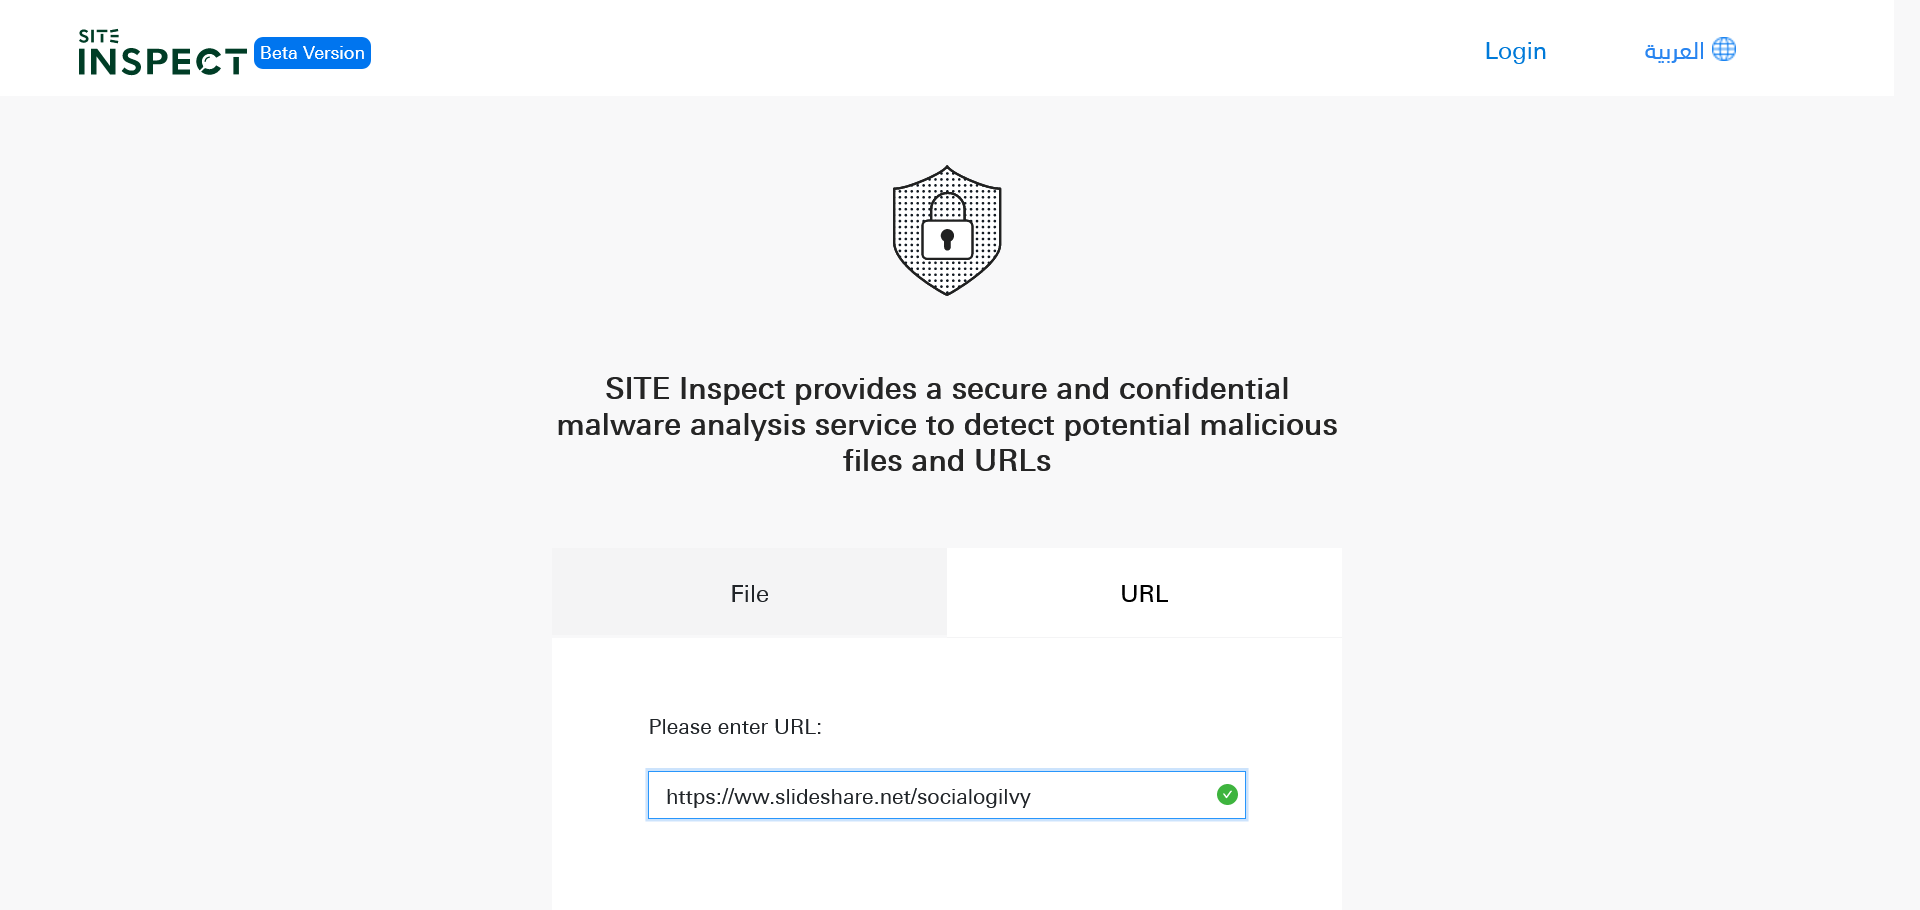 SITE
INSPECT Beta Version
Login
العربية
SITE Inspect provides a secure and confidential
malware analysis service to detect potential malicious
files and URLs
File
URL
Please enter URL:
https://ww.slideshare.net/socialogilvy